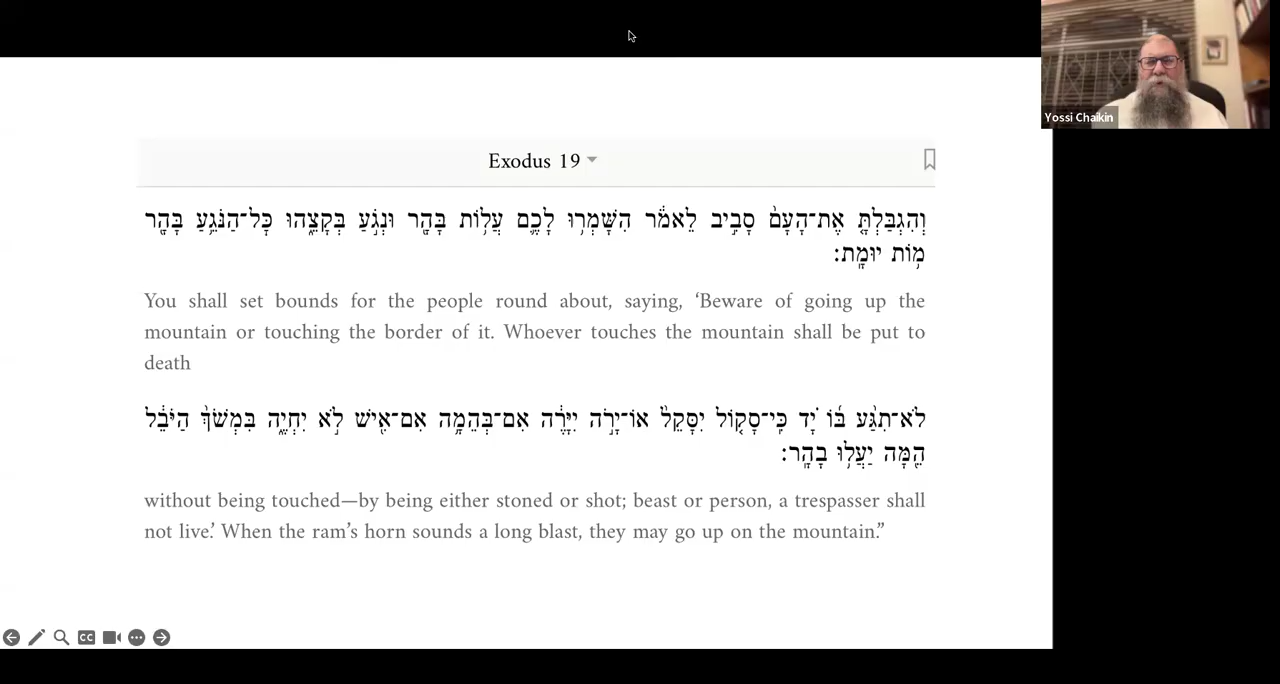 Yossi Chaikin
Exodus 19
וְהִגְבַּלְתָּ֤ אֶת־הָעָם֙ סָבִ֣יב לֵאמֹ֔ר הִשָּׁמְר֥וּ לָכֶ֛ם עֲל֥וֹת בָּהָ֖ר וּנְגֹ֣עַ בְּקָצֵ֑הוּ כׇּל־הַנֹּגֵ֥עַ בָּהָ֖ר
מ֥וֹת יוּמָֽת׃
You shall set bounds for the people round about, saying, ‘Beware of going up the
mountain or touching the border of it. Whoever touches the mountain shall be put to
death
לֹא־תִגַּ֨ע בּ֜וֹ יָ֗ד כִּֽי־סָק֤וֹל יִסָּקֵל֙ אוֹ־יָרֹ֣ה יִיָּרֶ֔ה אִם־בְּהֵמָ֥ה אִם־אִ֖ישׁ לֹ֣א יִחְיֶ֑ה בִּמְשֹׁךְ֙ הַיֹּבֵ֔ל
הֵ֖מָּה יַעֲל֥וּ בָהָֽר׃
without being touched—by being either stoned or shot; beast or person, a trespasser shall
not live.’ When the ram’s horn sounds a long blast, they may go up on the mountain.”
CC